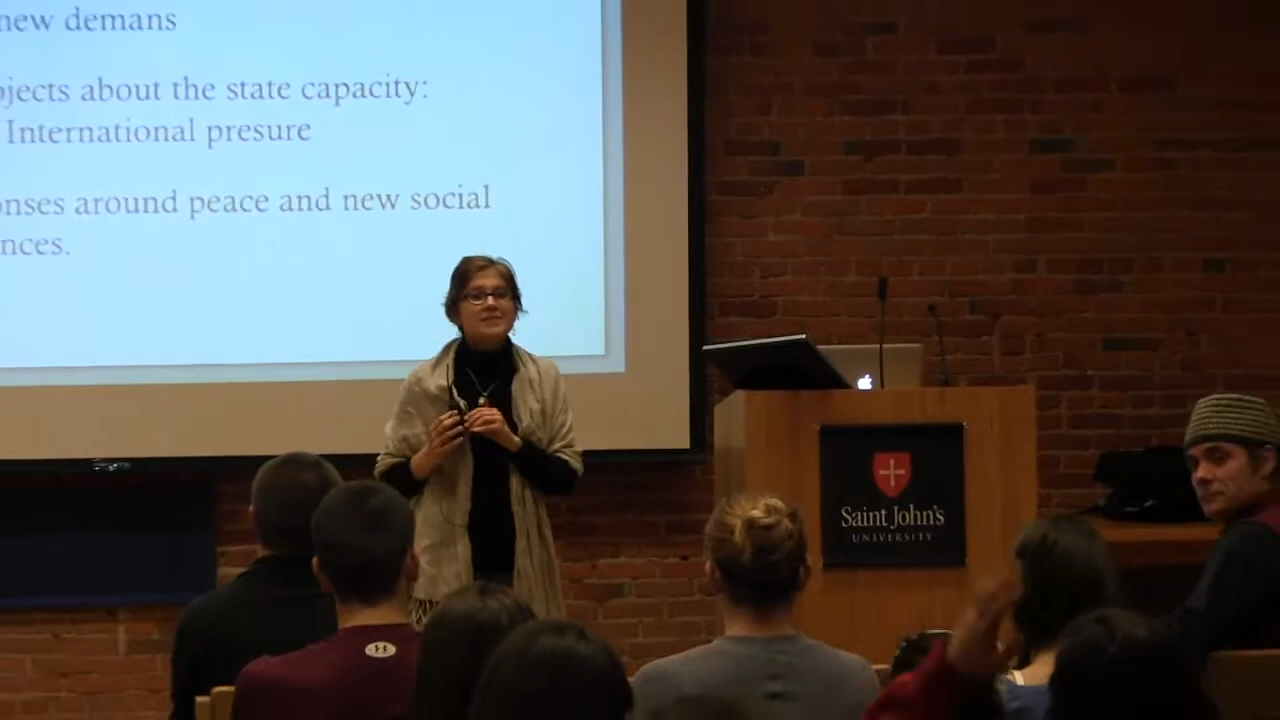 new demans
jects about the state capacity:
International presure
onses around peace and new social
nces.
Saint John's
UNIVERSITY